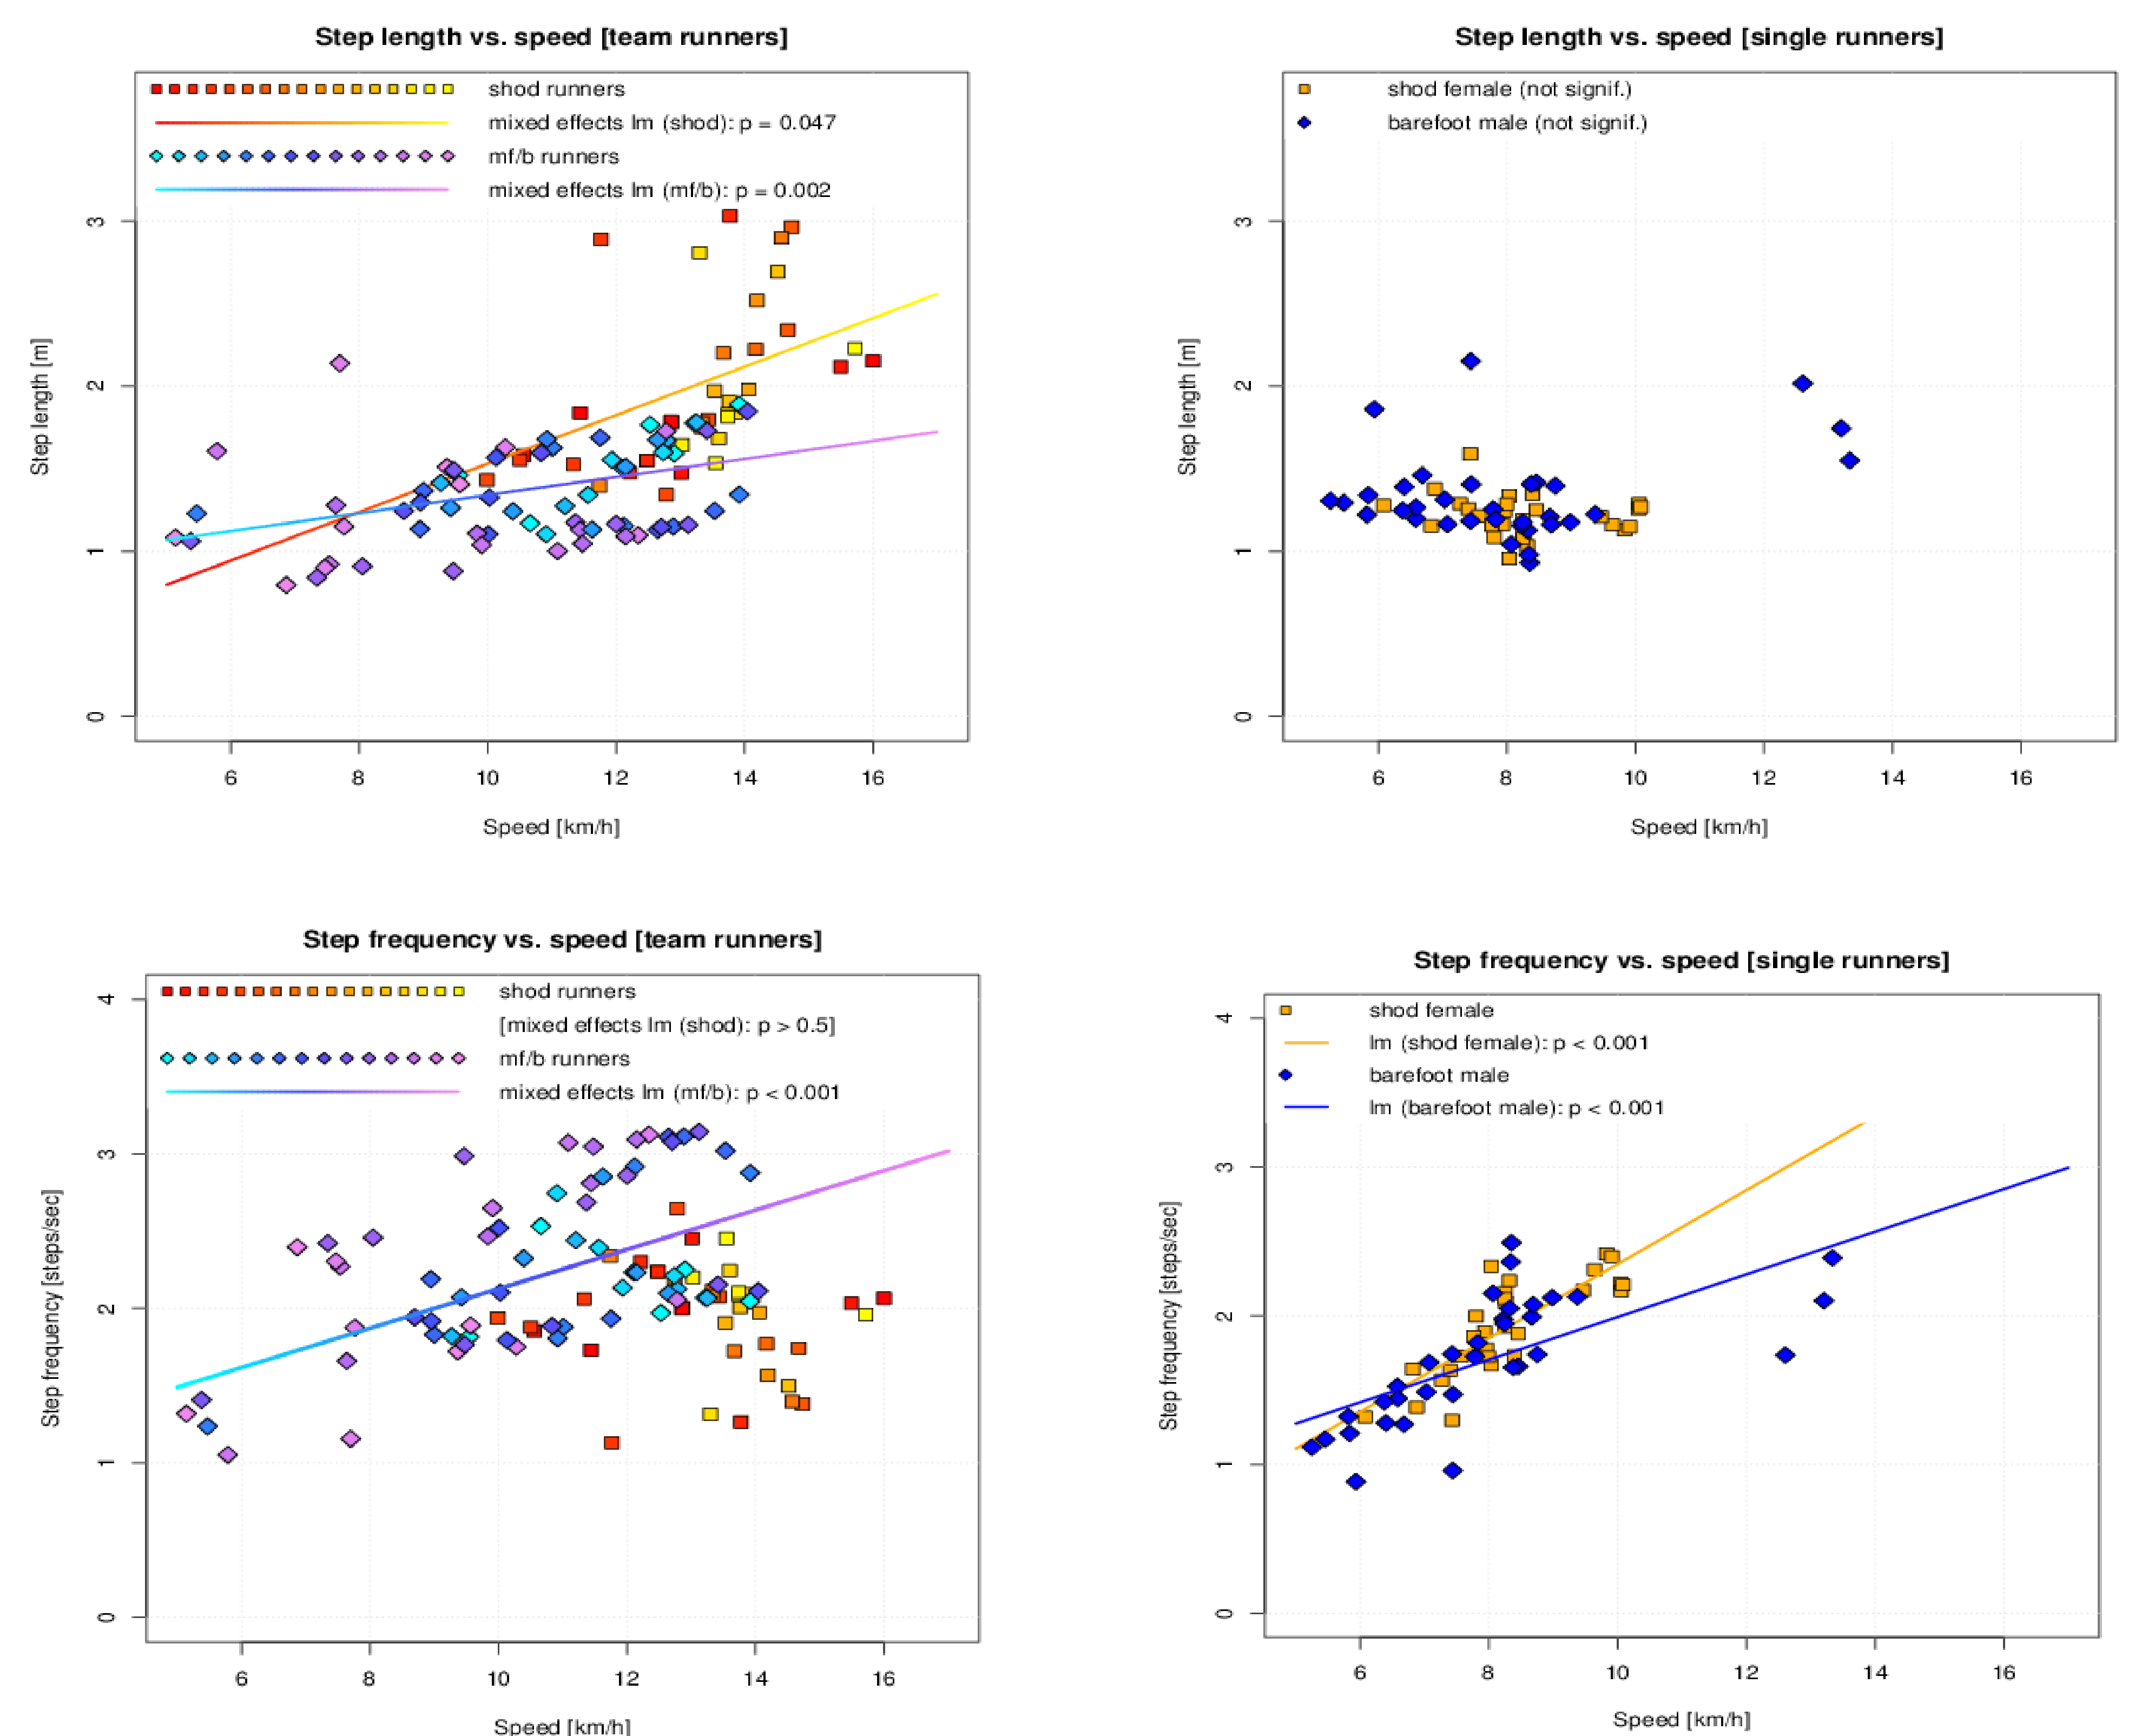 Step length vs. speed [team runners]
shod runners
mixed effects lm (shod): p = 0.047
mf/b runners
mixed effects lm (mf/b): p = 0.002
Step length [m]
3
2
1
0
6 8 10 12 14 16
Speed [km/h]
Step length vs. speed [single runners]
shod female (not signif.)
barefoot male (not signif.)
Step length [m]
3
2
1
0
6 8 10 12 14 16
Speed [km/h]
Step frequency vs. speed [team runners]
shod runners
[mixed effects lm (shod): p > 0.5]
mf/b runners
mixed effects lm (mf/b): p < 0.001
Step frequency [steps/sec]
4
3
2
1
0
6 8 10 12 14 16
Speed [km/h]
Step frequency vs. speed [single runners]
shod female
lm (shod female): p < 0.001
barefoot male
lm (barefoot male): p < 0.001
Step frequency [steps/sec]
4
3
2
1
0
6 8 10 12 14 16
Speed [km/h]